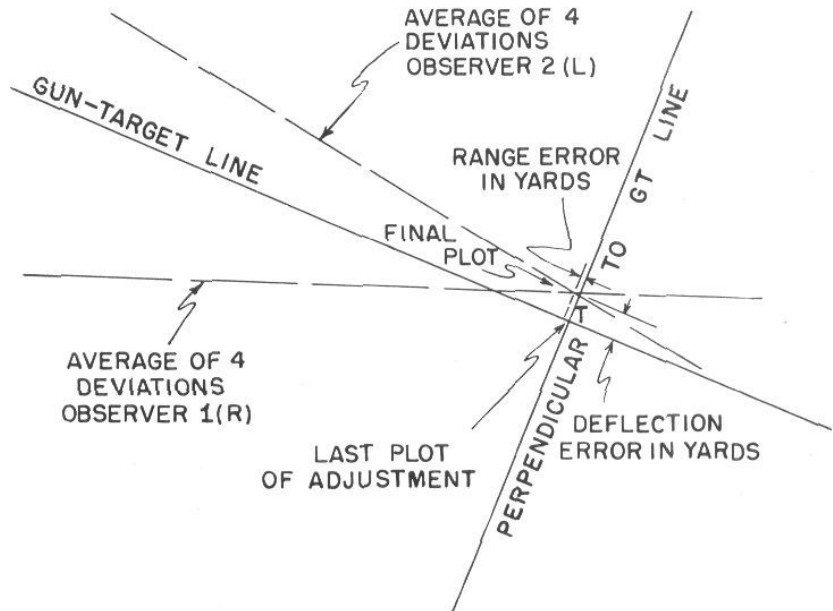 AVERAGE OF 4
DEVIATIONS
OBSERVER 2 (L)
GUN-TARGET LINE
RANGE ERROR
IN YARDS
PERPENDICULAR TO GT LINE
FINAL
PLOT
T
AVERAGE OF 4
DEVIATIONS
OBSERVER 1(R)
LAST PLOT
OF ADJUSTMENT
DEFLECTION
ERROR IN YARDS